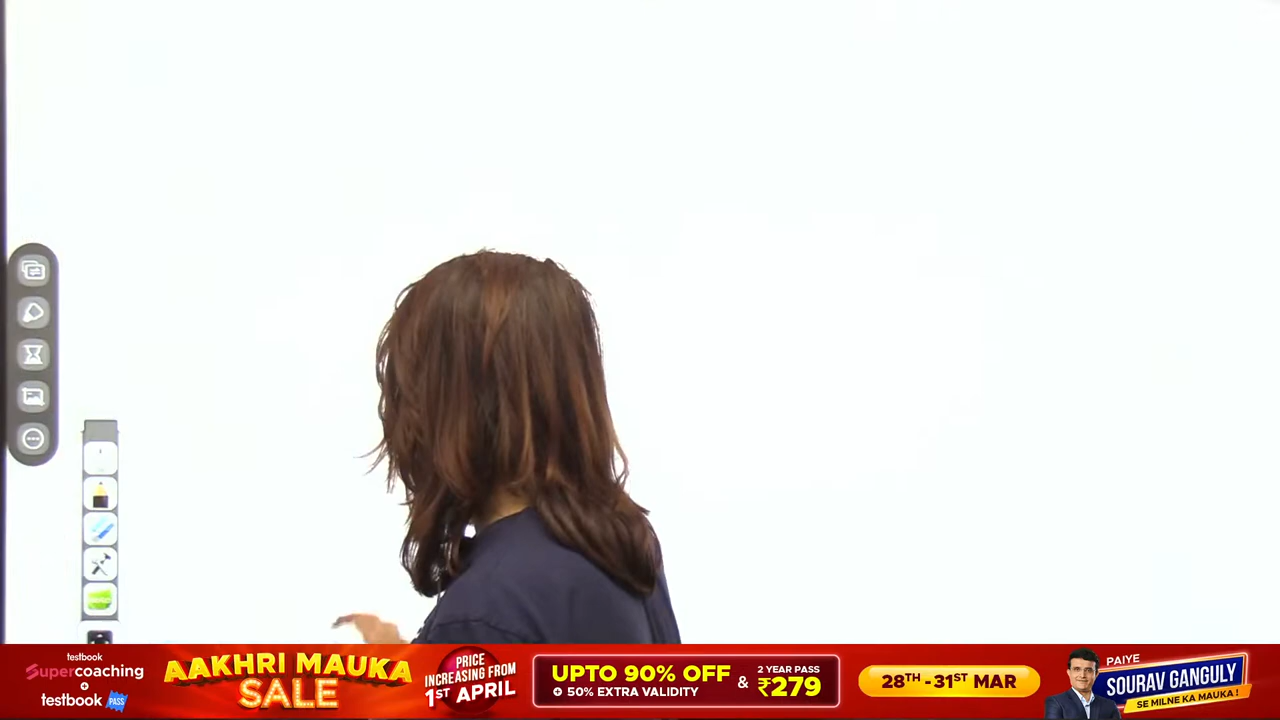 testbook
Supercoaching
+
testbook PASS
AAKHRI MAUKA
SALE
PRICE
INCREASING FROM
1ST APRIL
UPTO 90% OFF
+ 50% EXTRA VALIDITY
&
2 YEAR PASS
₹279
28TH - 31ST MAR
PAIYE
SOURAV GANGULY
SE MILNE KA MAUKA !